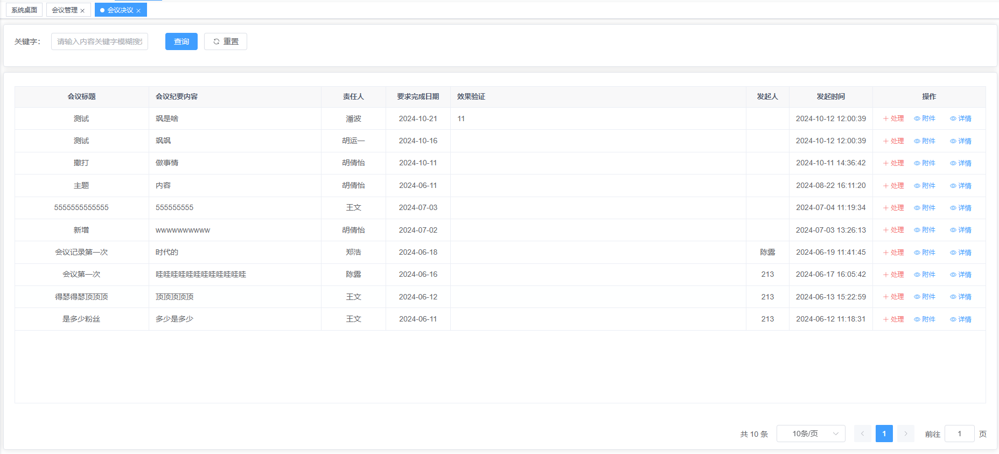 系统桌面 会议管理 × 会议决议 ×
关键字： 请输入内容关键字模糊搜索 查询 重置
会议标题 会议纪要内容 责任人 要求完成日期 效果验证 发起人 发起时间 操作
测试 飒是啥 潘波 2024-10-21 11 2024-10-12 12:00:39 + 处理 附件 详情
测试 飒飒 胡运一 2024-10-16 2024-10-12 12:00:39 + 处理 附件 详情
撒打 做事情 胡倩怡 2024-10-11 2024-10-11 14:36:42 + 处理 附件 详情
主题 内容 胡倩怡 2024-06-11 2024-08-22 16:11:20 + 处理 附件 详情
5555555555555 555555555 王文 2024-07-03 2024-07-04 11:19:34 + 处理 附件 详情
新增 wwwwwwwwww 胡倩怡 2024-07-02 2024-07-03 13:26:13 + 处理 附件 详情
会议记录第一次 时代的 郑浩 2024-06-18 陈露 2024-06-19 11:41:45 + 处理 附件 详情
会议第一次 哇哇哇哇哇哇哇哇哇哇哇哇 陈露 2024-06-16 213 2024-06-17 16:05:42 + 处理 附件 详情
得瑟得瑟顶顶顶 顶顶顶顶顶 王文 2024-06-12 213 2024-06-13 15:22:59 + 处理 附件 详情
是多少粉丝 多少是多少 王文 2024-06-11 213 2024-06-12 11:18:31 + 处理 附件 详情
共 10 条 10条/页 1 前往 1 页